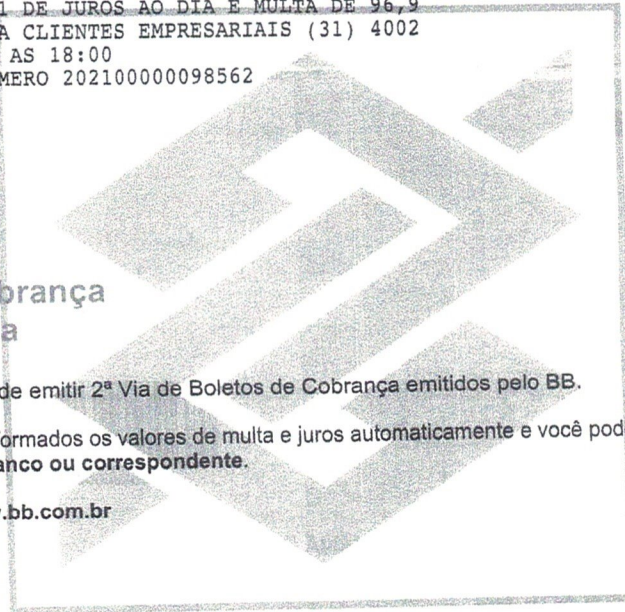 1 DE JUROS AO DIA E MULTA DE 96,9
A CLIENTES EMPRESARIAIS (31) 4002
AS 18:00
MERO 202100000098562
brança
a
de emitir 2ª Via de Boletos de Cobrança emitidos pelo BB.
ormados os valores de multa e juros automaticamente e você pod
anco ou correspondente.
.bb.com.br